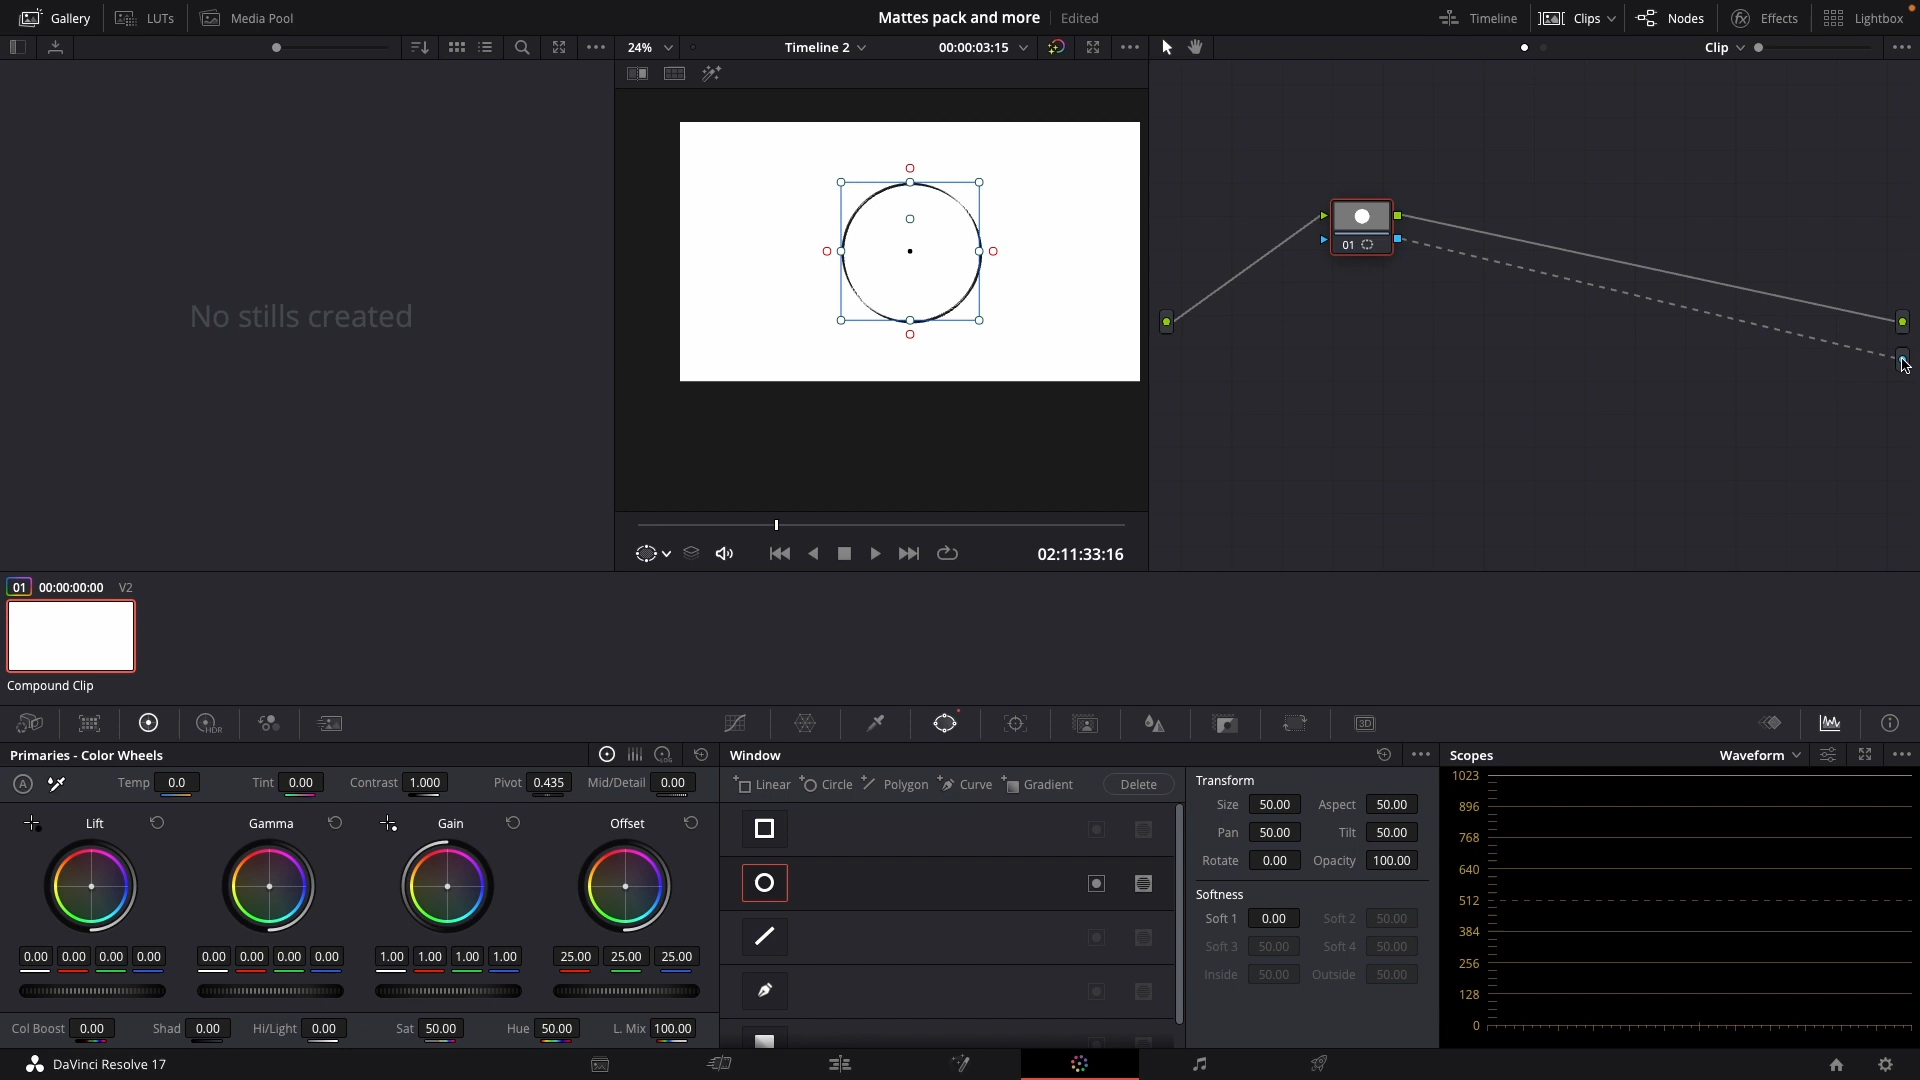 Gallery LUTs Media Pool Mattes pack and more Edited Timeline Clips Nodes Effects Lightbox
24% Timeline 2 00:00:03:15 Clip
No stills created
01
02:11:33:16
01 00:00:00:00 V2
Compound Clip
HDR 3D
Primaries - Color Wheels LOG Window Scopes Waveform
A Temp 0.0 Tint 0.00 Contrast 1.000 Pivot 0.435 Mid/Detail 0.00
Linear Circle Polygon Curve Gradient Delete
Lift Gamma Gain Offset
0.00 0.00 0.00 0.00 0.00 0.00 0.00 0.00 1.00 1.00 1.00 1.00 25.00 25.00 25.00
Col Boost 0.00 Shad 0.00 Hi/Light 0.00 Sat 50.00 Hue 50.00 L. Mix 100.00
Transform
Size 50.00 Aspect 50.00
Pan 50.00 Tilt 50.00
Rotate 0.00 Opacity 100.00
Softness
Soft 1 0.00 Soft 2 50.00
Soft 3 50.00 Soft 4 50.00
Inside 50.00 Outside 50.00
1023
896
768
640
512
384
256
128
0
DaVinci Resolve 17